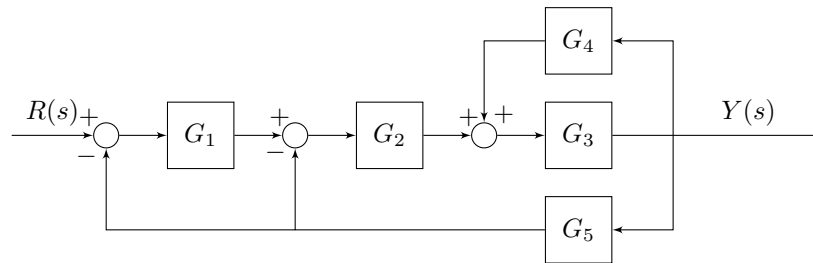 G₄
R(s) + G₁ + G₂ + + G₃ Y(s)
− −
G₅